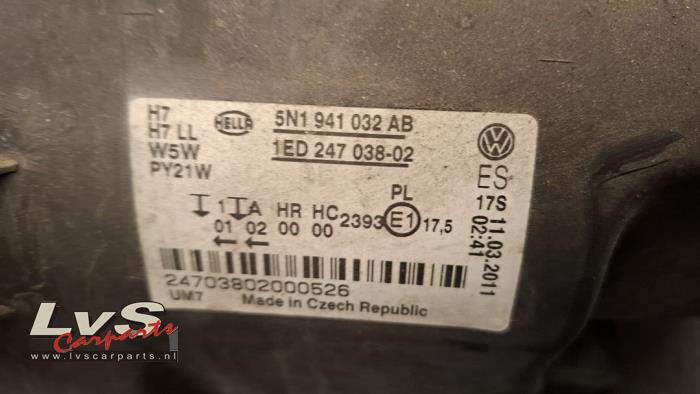 H7
H7 LL
W5W
PY21W
HELLA
5N1 941 032 AB
1ED 247 038-02
ES
17S 11.03.2011
02:41
1 A HR HC 2393 E1 17,5
PL
01 02 00 00
24703802000526
UM7 Made in Czech Republic
LvS
Carparts
www.lvscarparts.nl